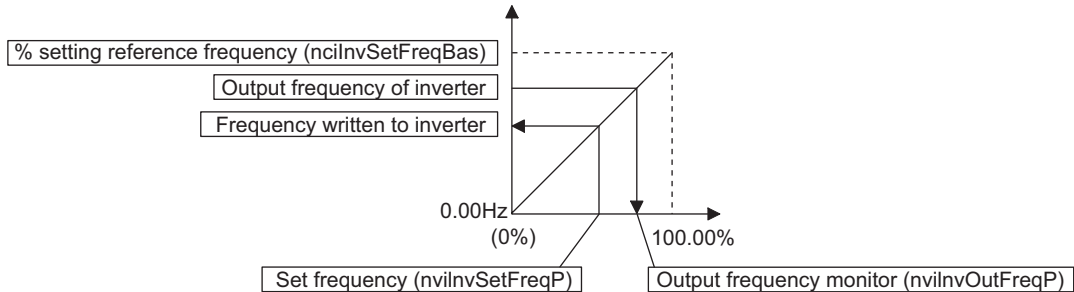 % setting reference frequency (nciInvSetFreqBas)
Output frequency of inverter
Frequency written to inverter
0.00Hz
(0%)
100.00%
Set frequency (nviInvSetFreqP)
Output frequency monitor (nviInvOutFreqP)